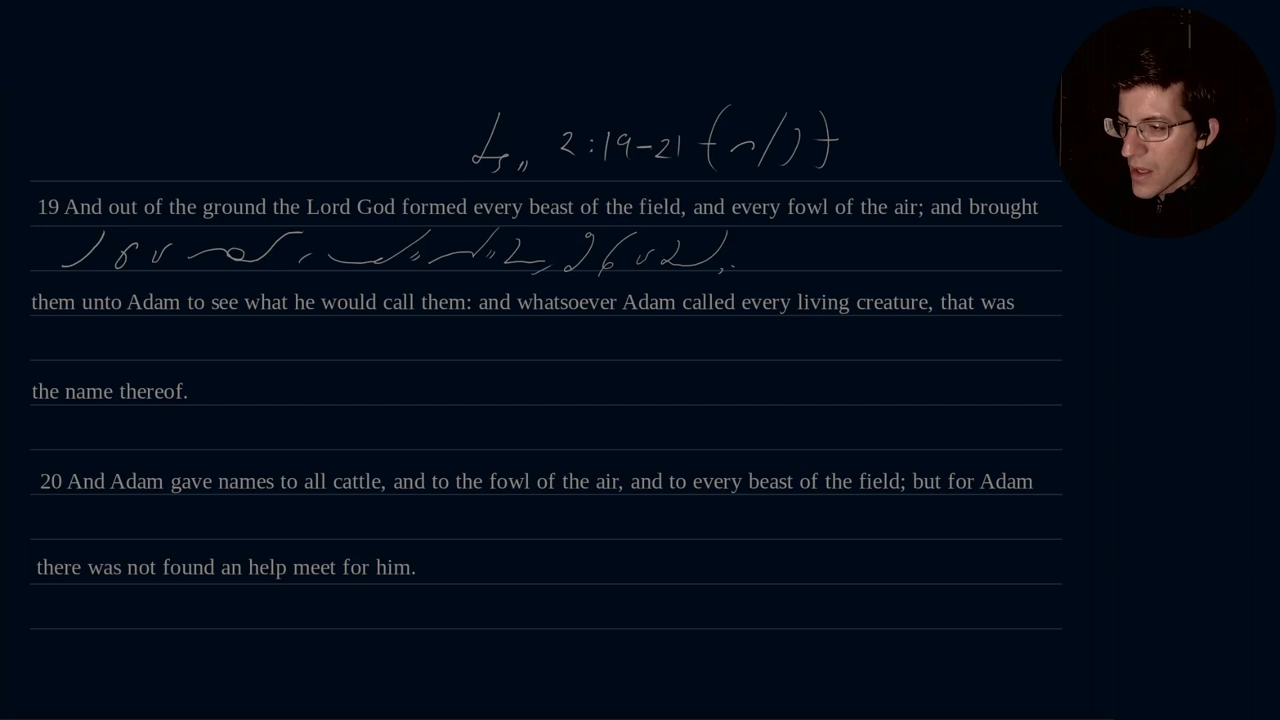 2:19-21
19 And out of the ground the Lord God formed every beast of the field, and every fowl of the air; and brought
them unto Adam to see what he would call them: and whatsoever Adam called every living creature, that was
the name thereof.
20 And Adam gave names to all cattle, and to the fowl of the air, and to every beast of the field; but for Adam
there was not found an help meet for him.